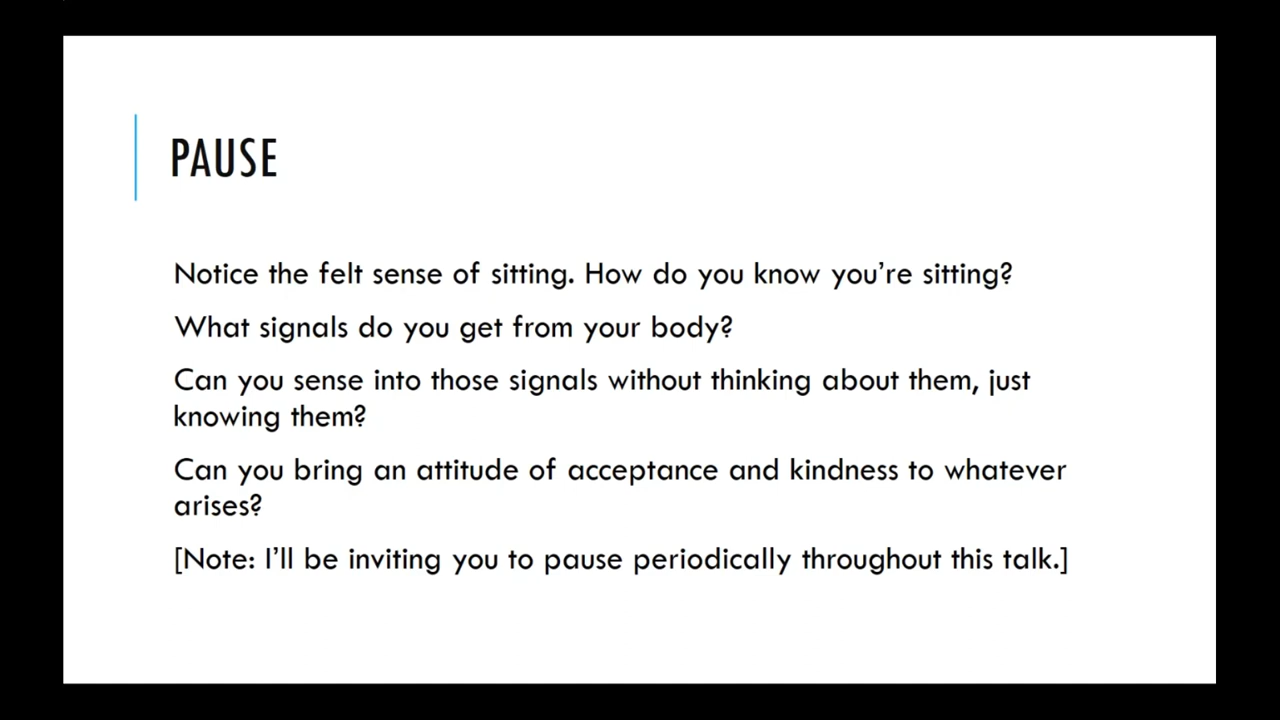 PAUSE
Notice the felt sense of sitting. How do you know you’re sitting?
What signals do you get from your body?
Can you sense into those signals without thinking about them, just
knowing them?
Can you bring an attitude of acceptance and kindness to whatever
arises?
[Note: I’ll be inviting you to pause periodically throughout this talk.]